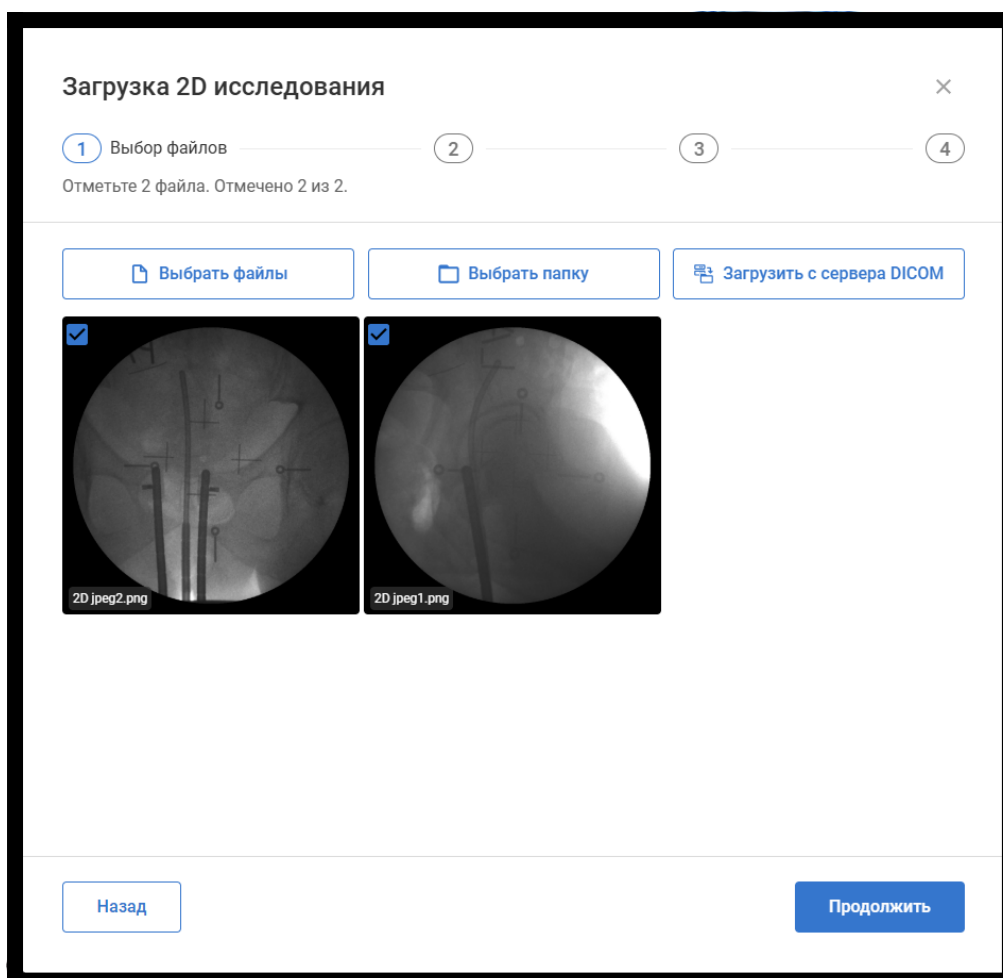 Загрузка 2D исследования
1 Выбор файлов 2 3 4
Отметьте 2 файла. Отмечено 2 из 2.
Выбрать файлы Выбрать папку Загрузить с сервера DICOM
2D jpeg2.png 2D jpeg1.png
Назад Продолжить